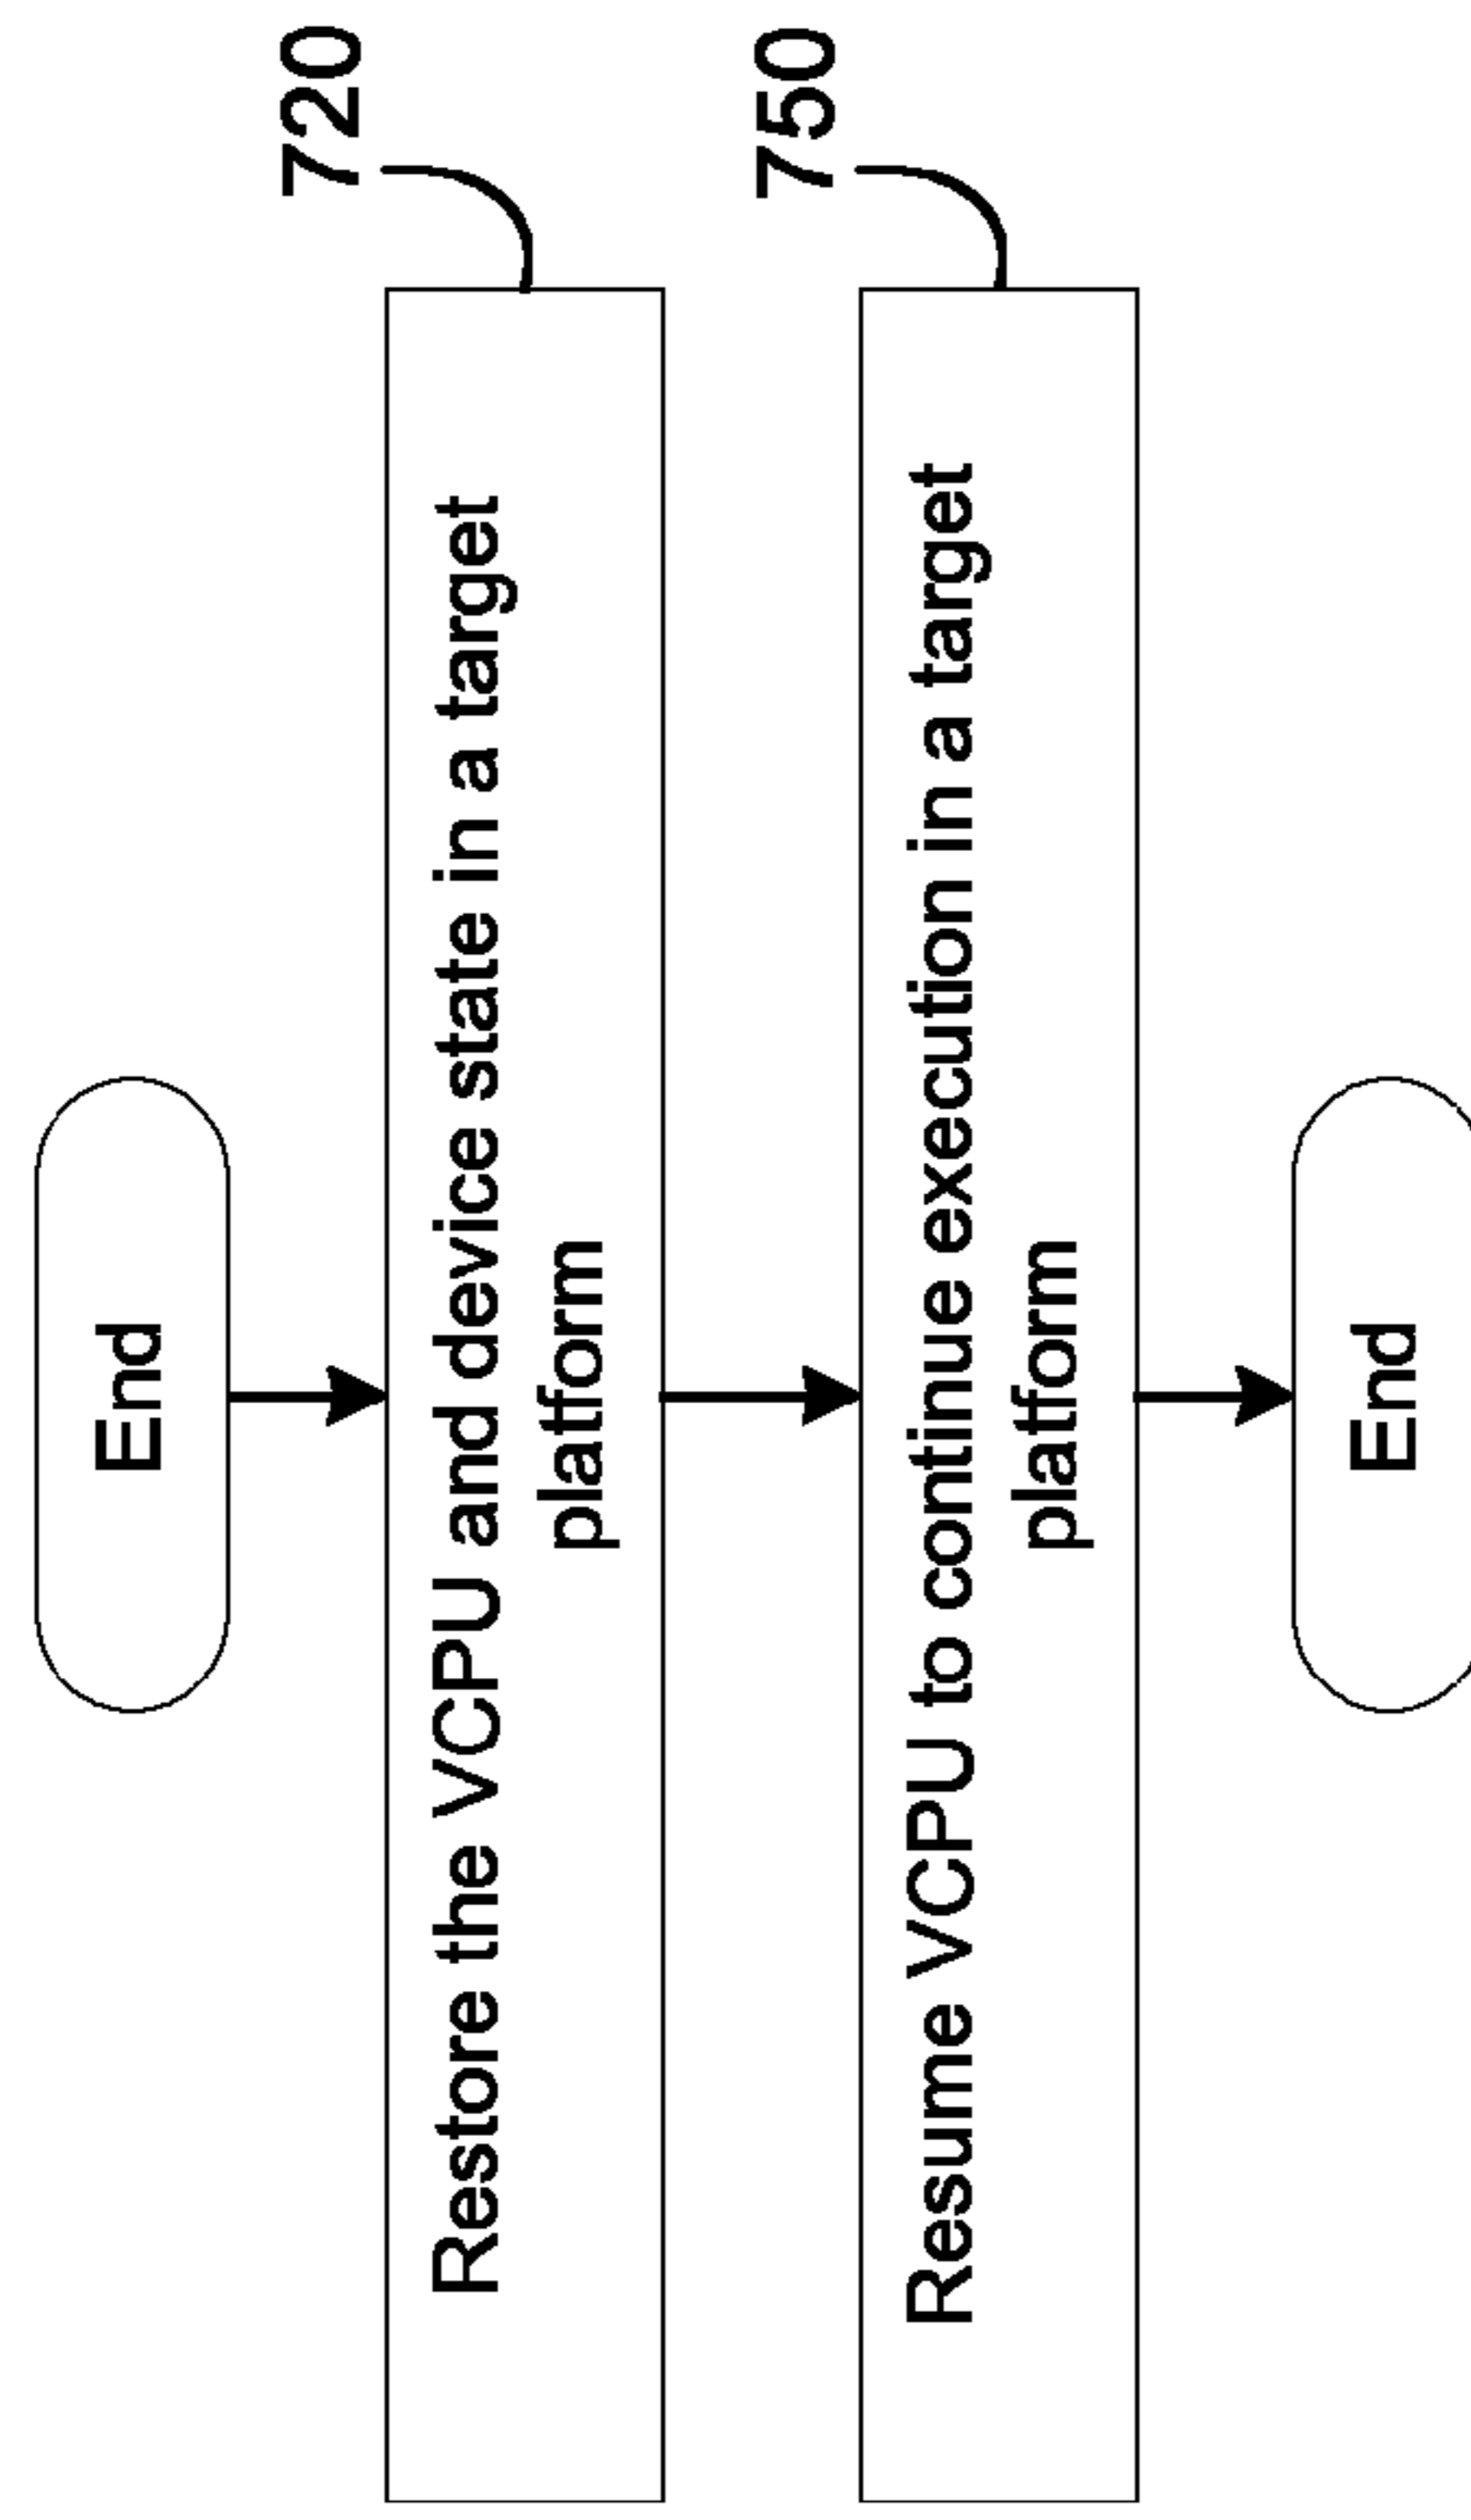 End
720
Restore the VCPU and device state in a target
platform
750
Resume VCPU to continue execution in a target
platform
End